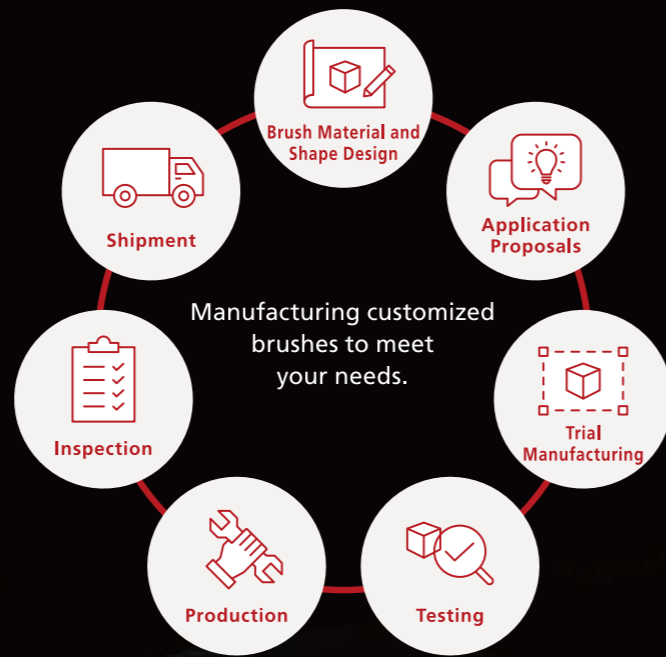 Brush Material and
Shape Design
Application
Proposals
Trial
Manufacturing
Testing
Production
Inspection
Shipment
Manufacturing customized
brushes to meet
your needs.